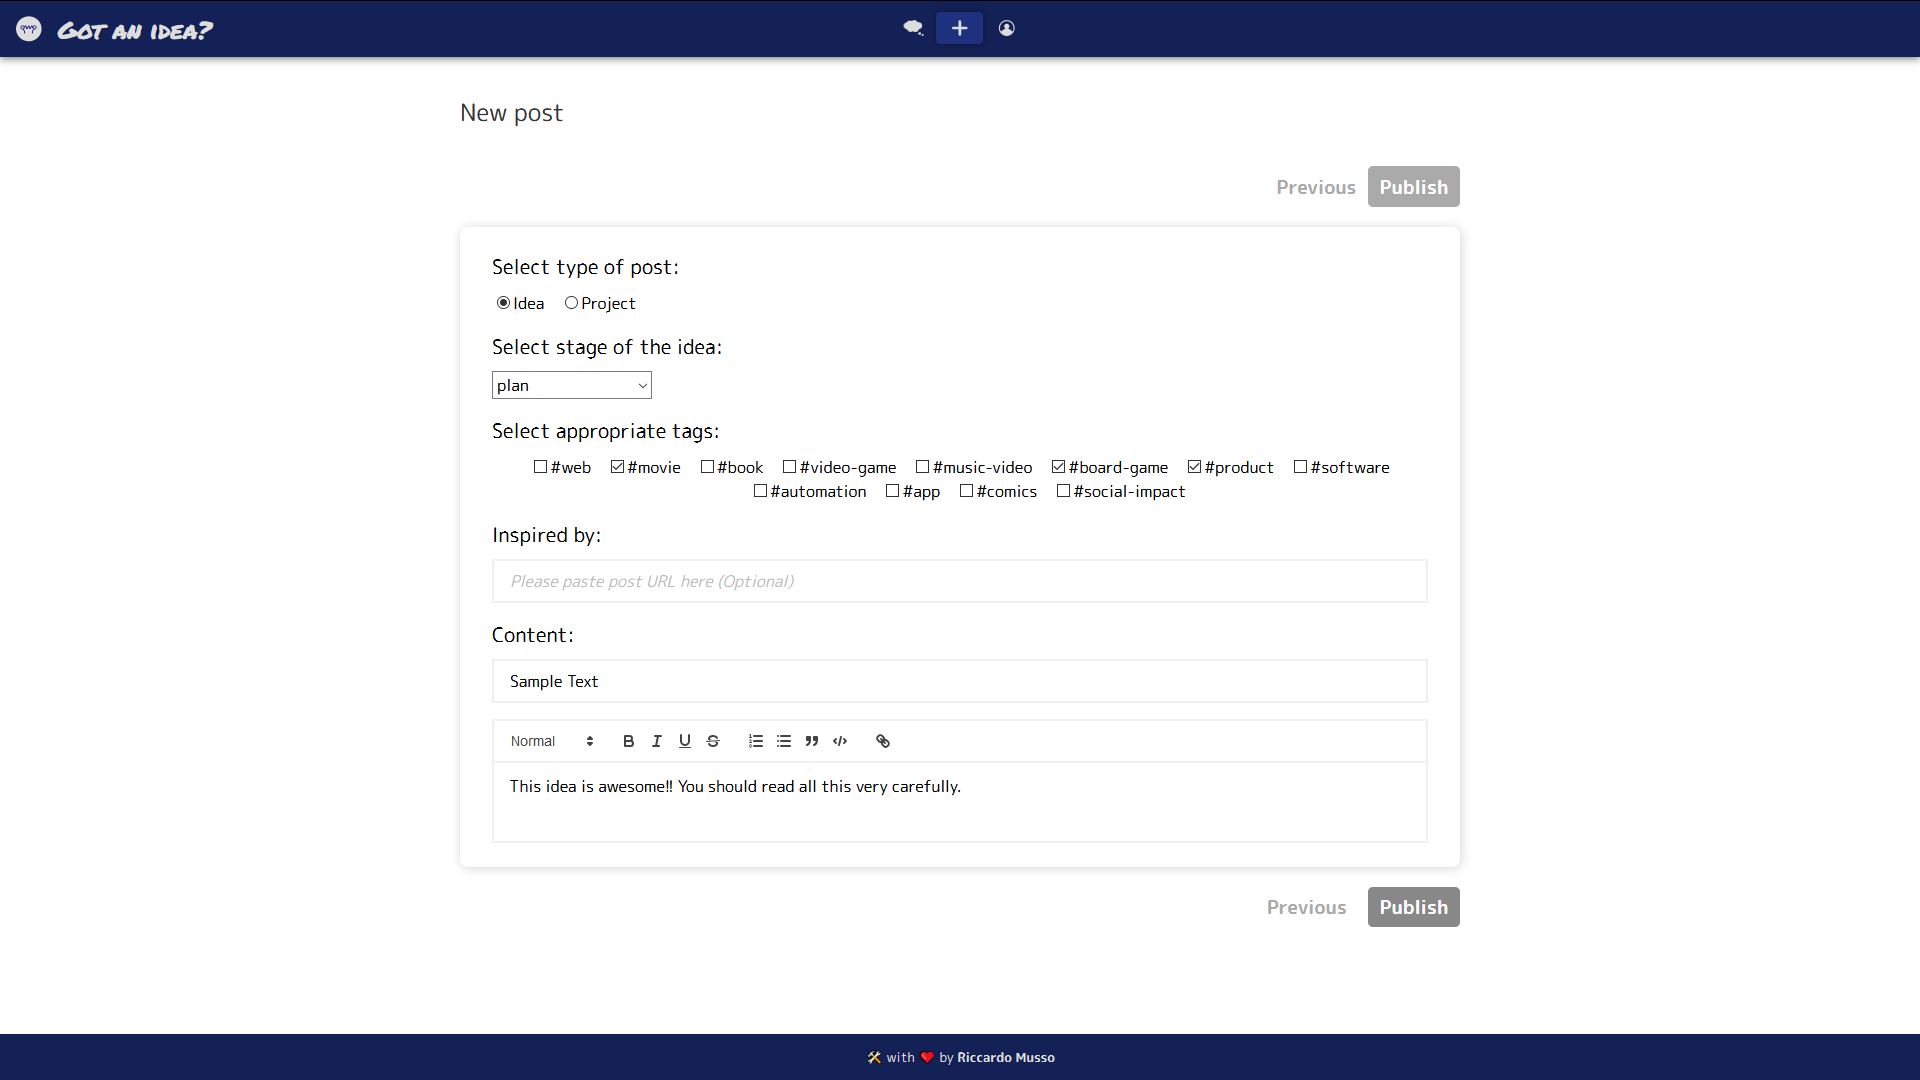 Got an idea?
New post
Previous Publish
Select type of post:
Idea Project
Select stage of the idea:
plan
Select appropriate tags:
#web #movie #book #video-game #music-video #board-game #product #software
#automation #app #comics #social-impact
Inspired by:
Please paste post URL here (Optional)
Content:
Sample Text
Normal B I U S
This idea is awesome!! You should read all this very carefully.
Previous Publish
🛠 with ❤ by Riccardo Musso